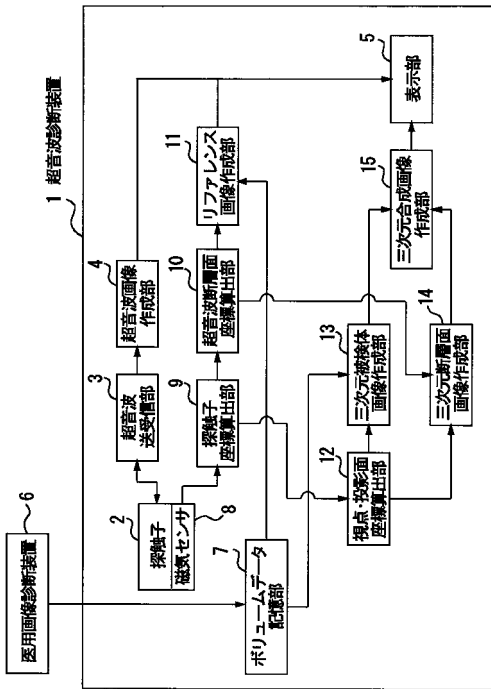 1 超音波診断装置
6
医用画像診断装置
2
探触子
磁気センサ
8
3
超音波
送受信部
4
超音波画像
作成部
9
探触子
座標算出部
10
超音波断層面
座標算出部
11
リファレンス
画像作成部
5
表示部
7
ボリュームデータ
記憶部
12
視点・投影面
座標算出部
13
三次元被検体
画像作成部
14
三次元断層面
画像作成部
15
三次元合成画像
作成部